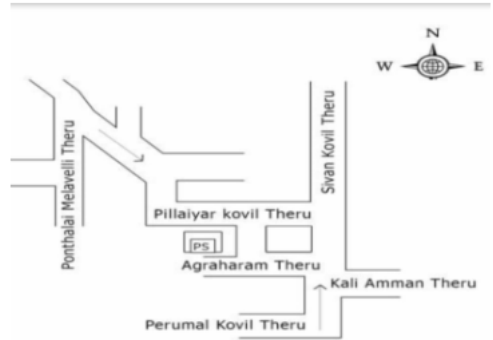 N
W E
Ponthalai Melavelli Theru
Sivan Kovil Theru
Pillaiyar kovil Theru
PS
Agraharam Theru
Kali Amman Theru
Perumal Kovil Theru